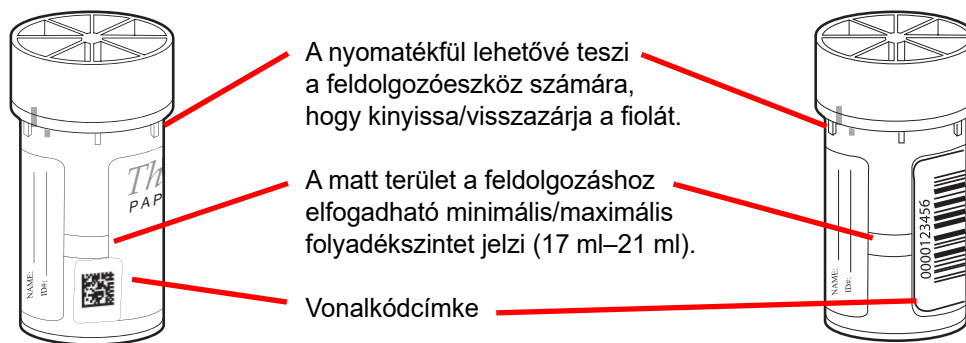 A nyomatékfül lehetővé teszi
a feldolgozóeszköz számára,
hogy kinyissa/visszazárja a fiolát.
Th
PAP
A matt terület a feldolgozáshoz
elfogadható minimális/maximális
folyadékszintet jelzi (17 ml–21 ml).
NAME:
ID#:
Vonalkódcímke
NAME:
ID#:
0000123456